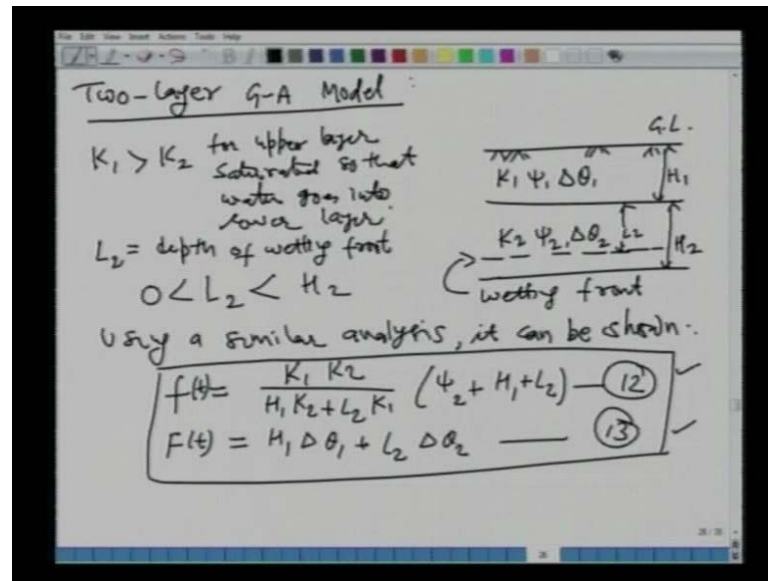 File Edit View Insert Actions Tools Help
Two-layer G-A Model :
G.L.
K₁ > K₂ for upper layer
saturated so that
water goes into
lower layer.
K₁ ψ₁ Δθ₁
H₁
L₂ = depth of wetting front
K₂ ψ₂, Δθ₂
L₂
H₂
0 < L₂ < H₂
wetting front
Using a similar analysis, it can be shown:
f(t) = K₁ K₂ / (H₁ K₂ + L₂ K₁) (ψ₂ + H₁ + L₂) — (12) ✓
F(t) = H₁ Δθ₁ + L₂ Δθ₂ — (13) ✓
26